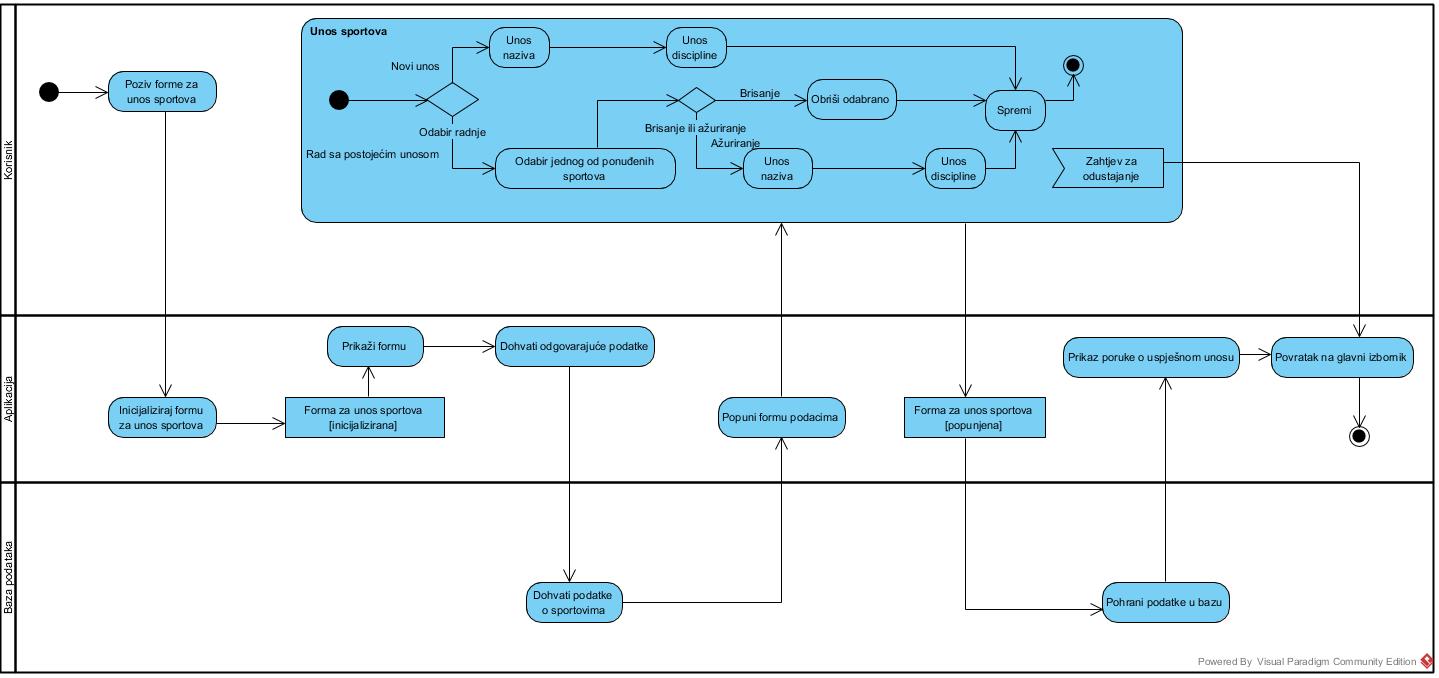 Korisnik
Poziv forme za
unos sportova
Unos sportova
Novi unos
Odabir radnje
Rad sa postojećim unosom
Unos
naziva
Unos
discipline
Odabir jednog od ponuđenih
sportova
Brisanje
Brisanje ili ažuriranje
Ažuriranje
Obriši odabrano
Unos
naziva
Unos
discipline
Spremi
Zahtjev za
odustajanje
Aplikacija
Inicijaliziraj formu
za unos sportova
Forma za unos sportova
[inicijalizirana]
Prikaži formu
Dohvati odgovarajuće podatke
Popuni formu podacima
Forma za unos sportova
[popunjena]
Prikaz poruke o uspješnom unosu
Povratak na glavni izbornik
Baza podataka
Dohvati podatke
o sportovima
Pohrani podatke u bazu
Powered By Visual Paradigm Community Edition